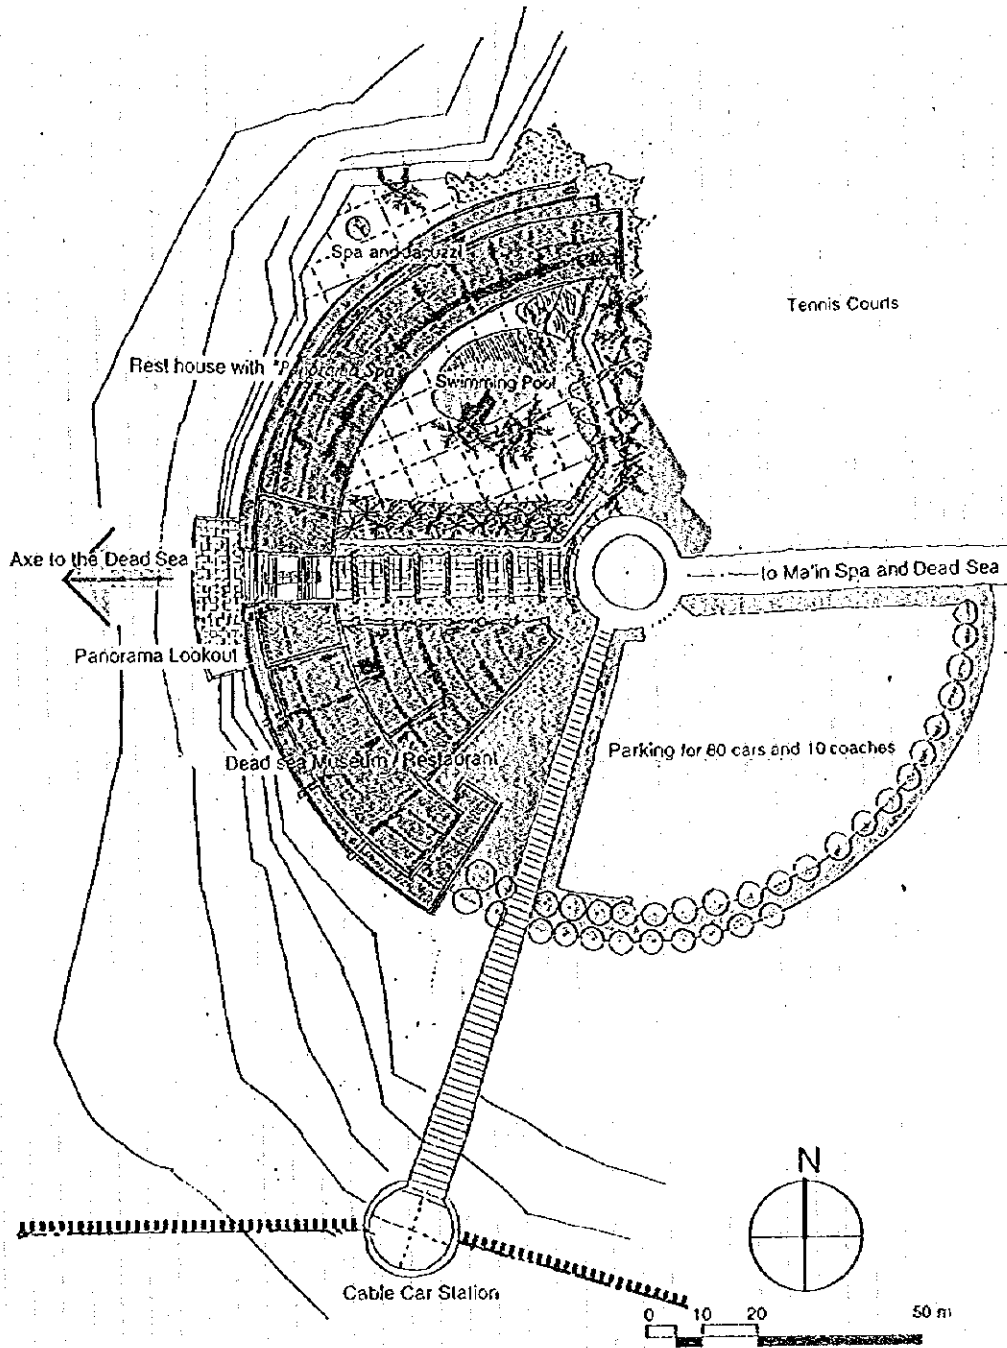 Spa and Jacuzzi
Tennis Courts
Rest house with "Panorama Spa"
Swimming Pool
Axe to the Dead Sea
to Ma'in Spa and Dead Sea
Panorama Lookout
Parking for 80 cars and 10 coaches
Dead sea Museum / Restaurant
N
Cable Car Station
0 10 20 50 m